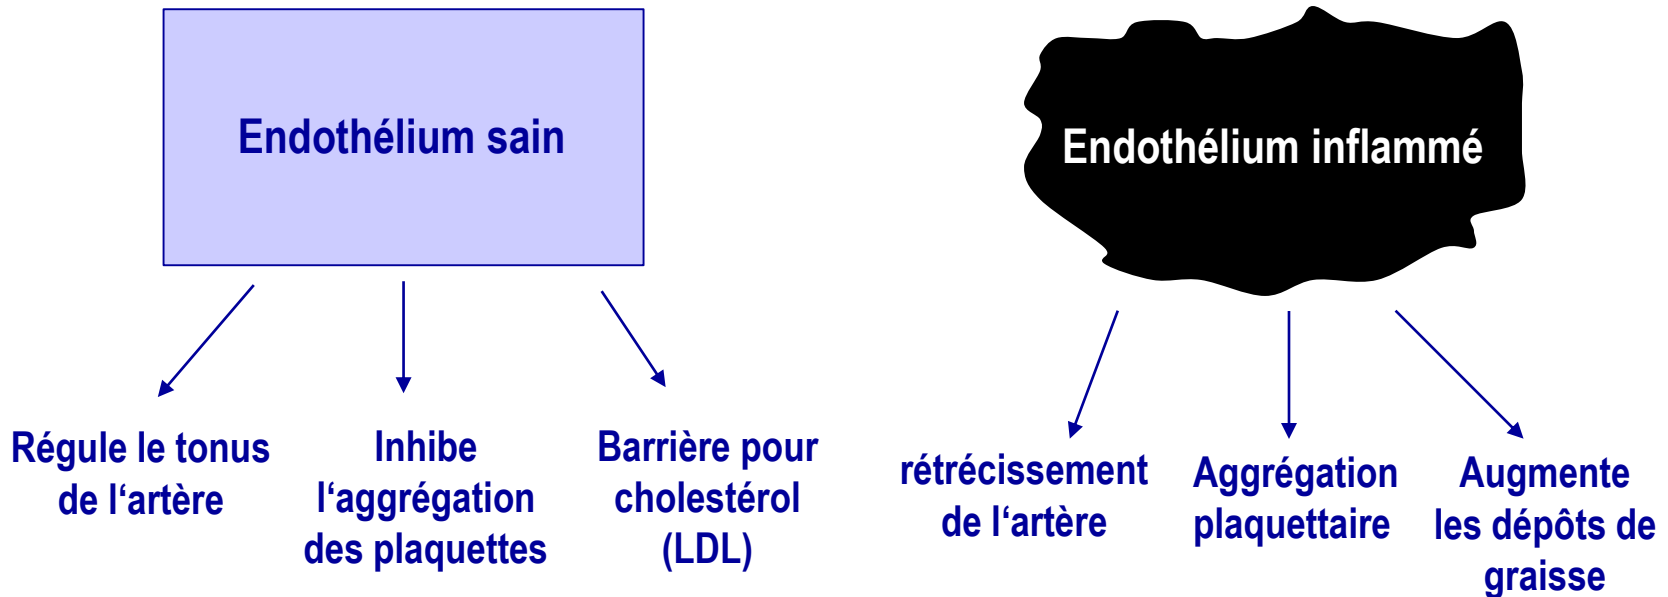 Endothélium sain
Endothélium inflammé
Régule le tonus
de l‘artère
Inhibe
l‘aggrégation
des plaquettes
Barrière pour
cholestérol
(LDL)
rétrécissement
de l‘artère
Aggrégation
plaquettaire
Augmente
les dépôts de
graisse